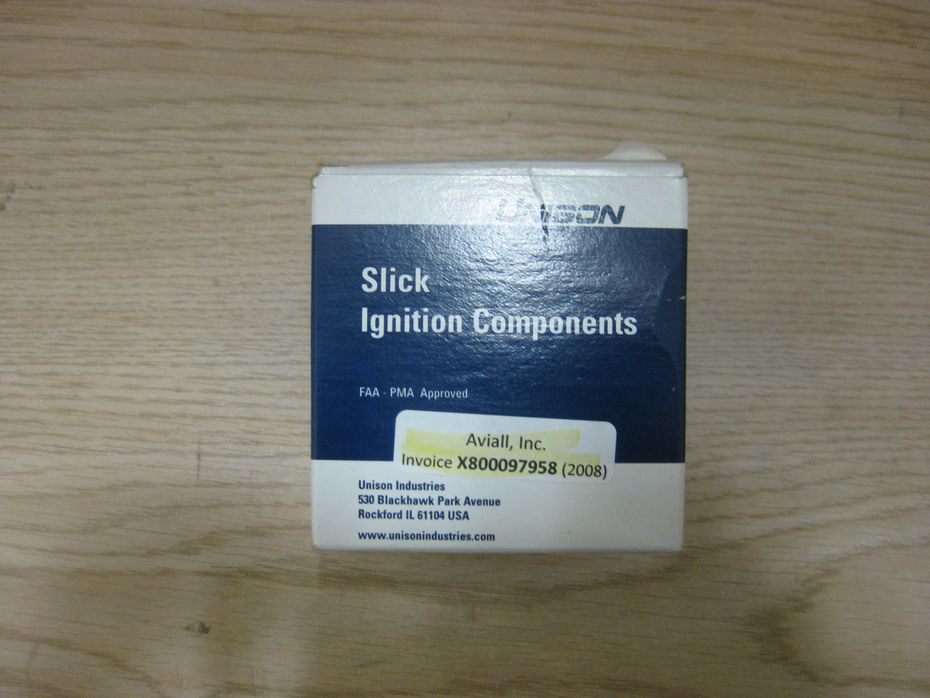 UNISON
Slick
Ignition Components
FAA - PMA Approved
Aviall, Inc.
Invoice X800097958 (2008)
Unison Industries
530 Blackhawk Park Avenue
Rockford IL 61104 USA
www.unisonindustries.com